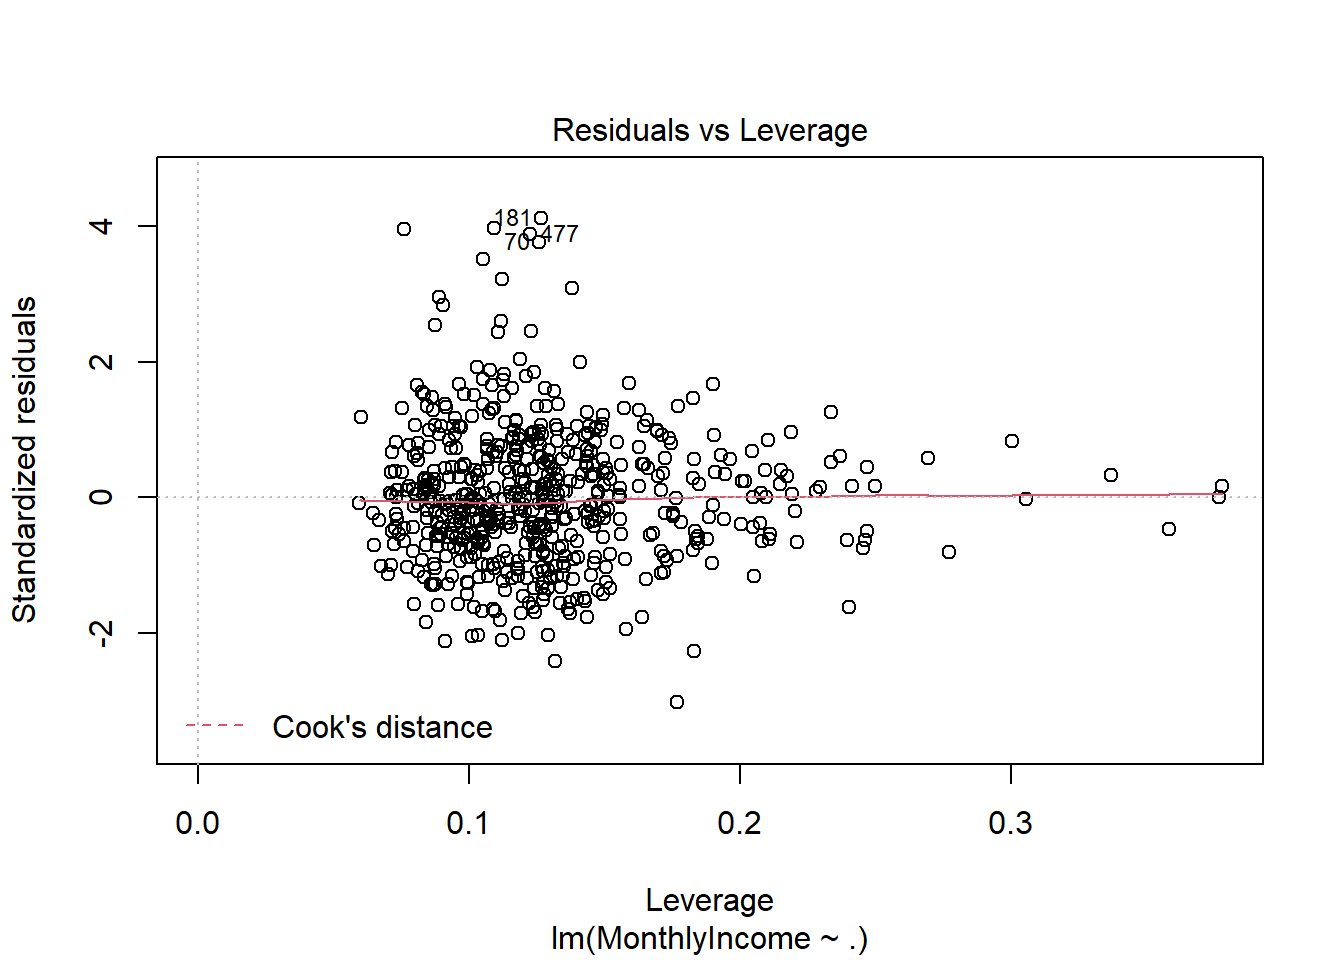 Residuals vs Leverage
Standardized residuals
4
2
0
-2
181
477
70
Cook's distance
0.0
0.1
0.2
0.3
Leverage
lm(MonthlyIncome ~ .)